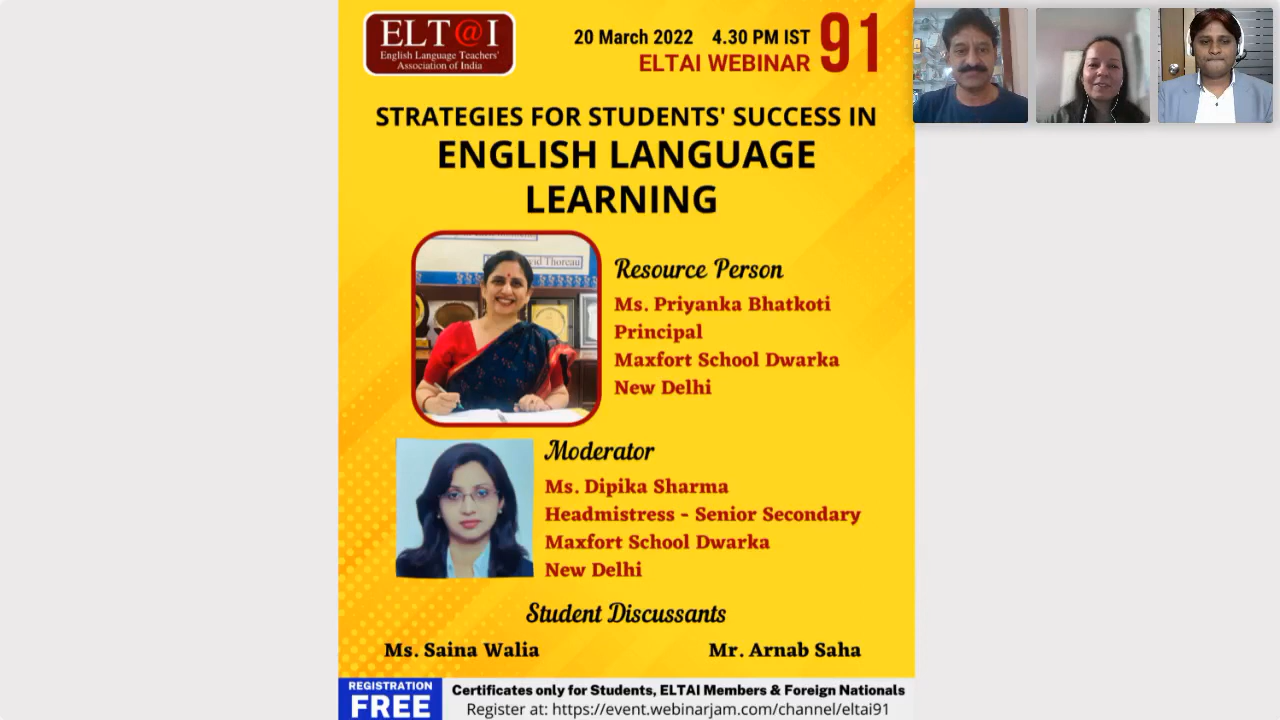 ELT@I
English Language Teachers'
Association of India
20 March 2022 4.30 PM IST
ELTAI WEBINAR 91
STRATEGIES FOR STUDENTS' SUCCESS IN
ENGLISH LANGUAGE
LEARNING
Thoreau
Resource Person
Ms. Priyanka Bhatkoti
Principal
Maxfort School Dwarka
New Delhi
Moderator
Ms. Dipika Sharma
Headmistress - Senior Secondary
Maxfort School Dwarka
New Delhi
Student Discussants
Ms. Saina Walia Mr. Arnab Saha
REGISTRATION
FREE
Certificates only for Students, ELTAI Members & Foreign Nationals
Register at: https://event.webinarjam.com/channel/eltai91